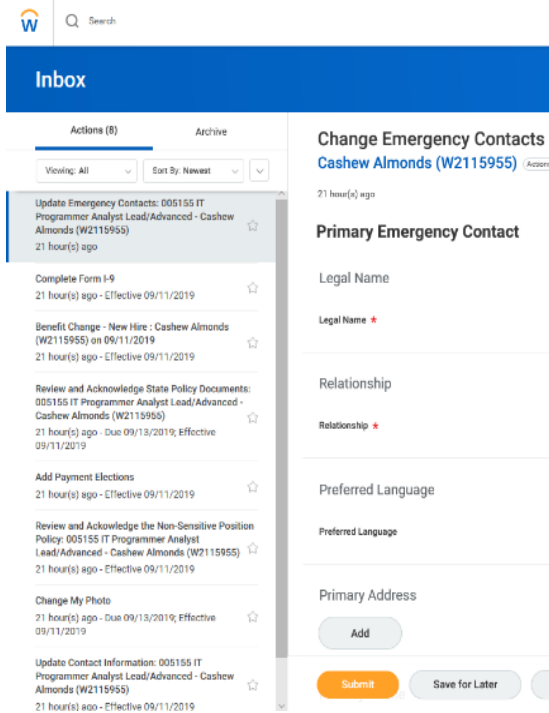 W
Search
Inbox
Actions (8)
Archive
Viewing: All
Sort By: Newest
Update Emergency Contacts: 005155 IT
Programmer Analyst Lead/Advanced - Cashew
Almonds (W2115955)
21 hour(s) ago
Complete Form I-9
21 hour(s) ago - Effective 09/11/2019
Benefit Change - New Hire : Cashew Almonds
(W2115955) on 09/11/2019
21 hour(s) ago - Effective 09/11/2019
Review and Acknowledge State Policy Documents:
005155 IT Programmer Analyst Lead/Advanced -
Cashew Almonds (W2115955)
21 hour(s) ago - Due 09/13/2019; Effective
09/11/2019
Add Payment Elections
21 hour(s) ago - Effective 09/11/2019
Review and Ackowledge the Non-Sensitive Position
Policy: 005155 IT Programmer Analyst
Lead/Advanced - Cashew Almonds (W2115955)
21 hour(s) ago - Effective 09/11/2019
Change My Photo
21 hour(s) ago - Due 09/13/2019; Effective
09/11/2019
Update Contact Information: 005155 IT
Programmer Analyst Lead/Advanced - Cashew
Almonds (W2115955)
21 hour(s) ago - Effective 09/11/2019
Change Emergency Contacts
Cashew Almonds (W2115955) Actions
21 hour(s) ago
Primary Emergency Contact
Legal Name
Legal Name *
Relationship
Relationship *
Preferred Language
Preferred Language
Primary Address
Add
Submit
Save for Later